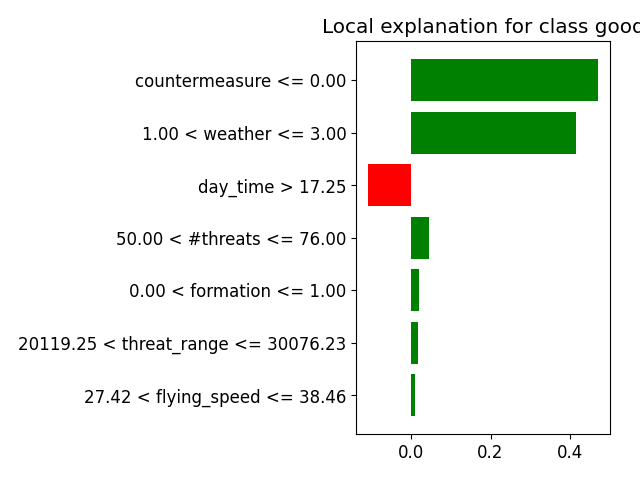 Local explanation for class good
countermeasure <= 0.00
1.00 < weather <= 3.00
day_time > 17.25
50.00 < #threats <= 76.00
0.00 < formation <= 1.00
20119.25 < threat_range <= 30076.23
27.42 < flying_speed <= 38.46
0.0 0.2 0.4